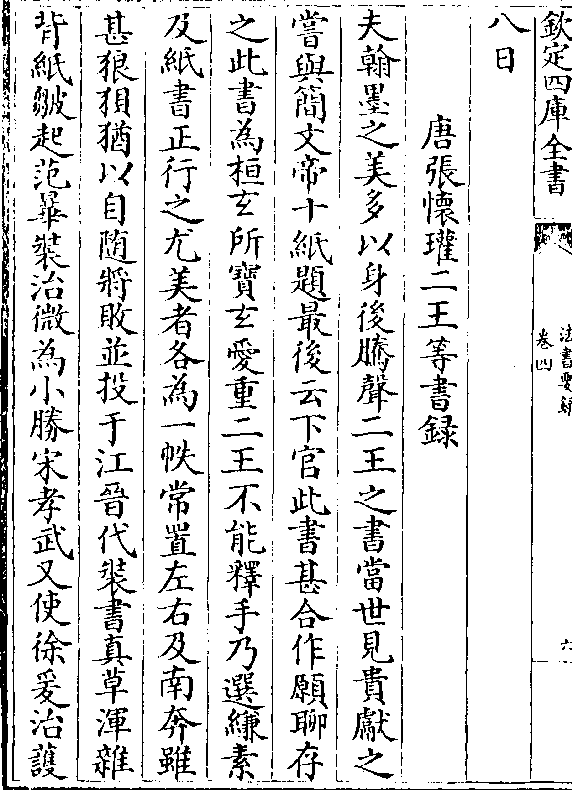 欽定四庫全書
法書要録
卷四
六
八日
唐張懷瓘二王等書録
夫翰墨之美多以身後騰聲二王之書當世見貴獻之
嘗與簡文帝十紙題最後云下官此書甚合作願聊存
之此書為桓玄所寶玄愛重二王不能釋手乃選縑素
及紙書正行之尤美者各為一帙常置左右及南奔雖
甚狼狽猶以自隨將敗並投于江晉代裝書真草渾雜
背紙皺起范曄裝治微為小勝宋孝武又使徐爰治護